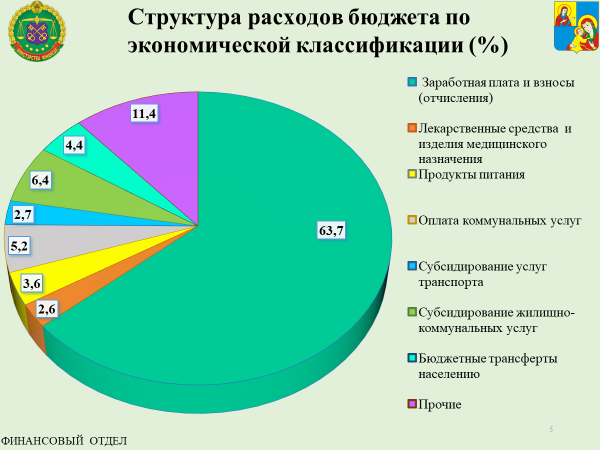 Структура расходов бюджета по
экономической классификации (%)
11,4
4,4
6,4
2,7
5,2
3,6
2,6
63,7
Заработная плата и взносы
(отчисления)
Лекарственные средства и
изделия медицинского
назначения
Продукты питания
Оплата коммунальных услуг
Субсидирование услуг
транспорта
Субсидирование жилищно-
коммунальных услуг
Бюджетные трансферты
населению
Прочие
5
ФИНАНСОВЫЙ ОТДЕЛ